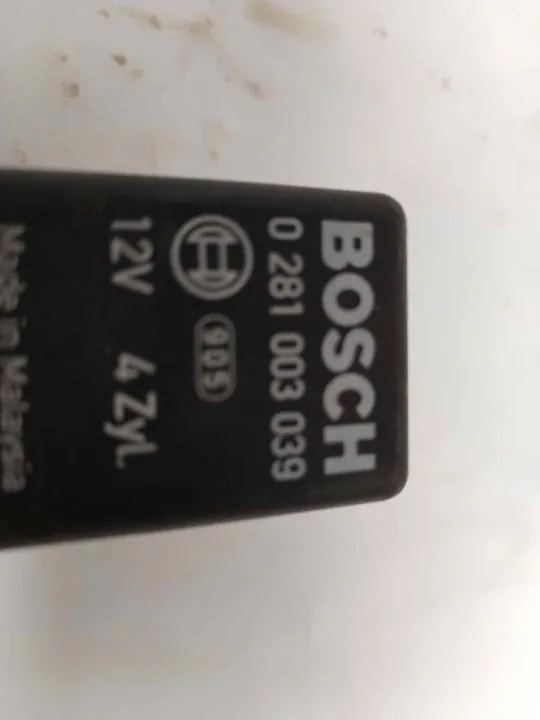 BOSCH
0 281 003 039
905
12V 4 Zyl.
Made in Malaysia